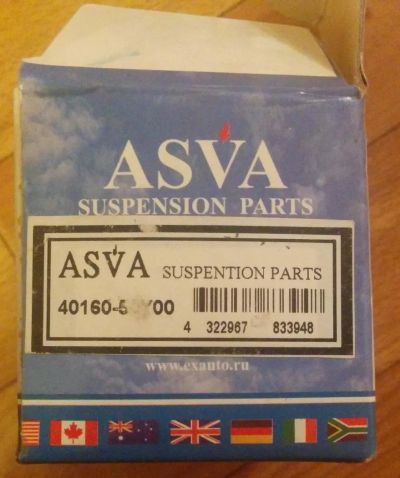 ASVA
SUSPENSION PARTS
ASVA SUSPENTION PARTS
4 322967 833948
www.exauto.ru